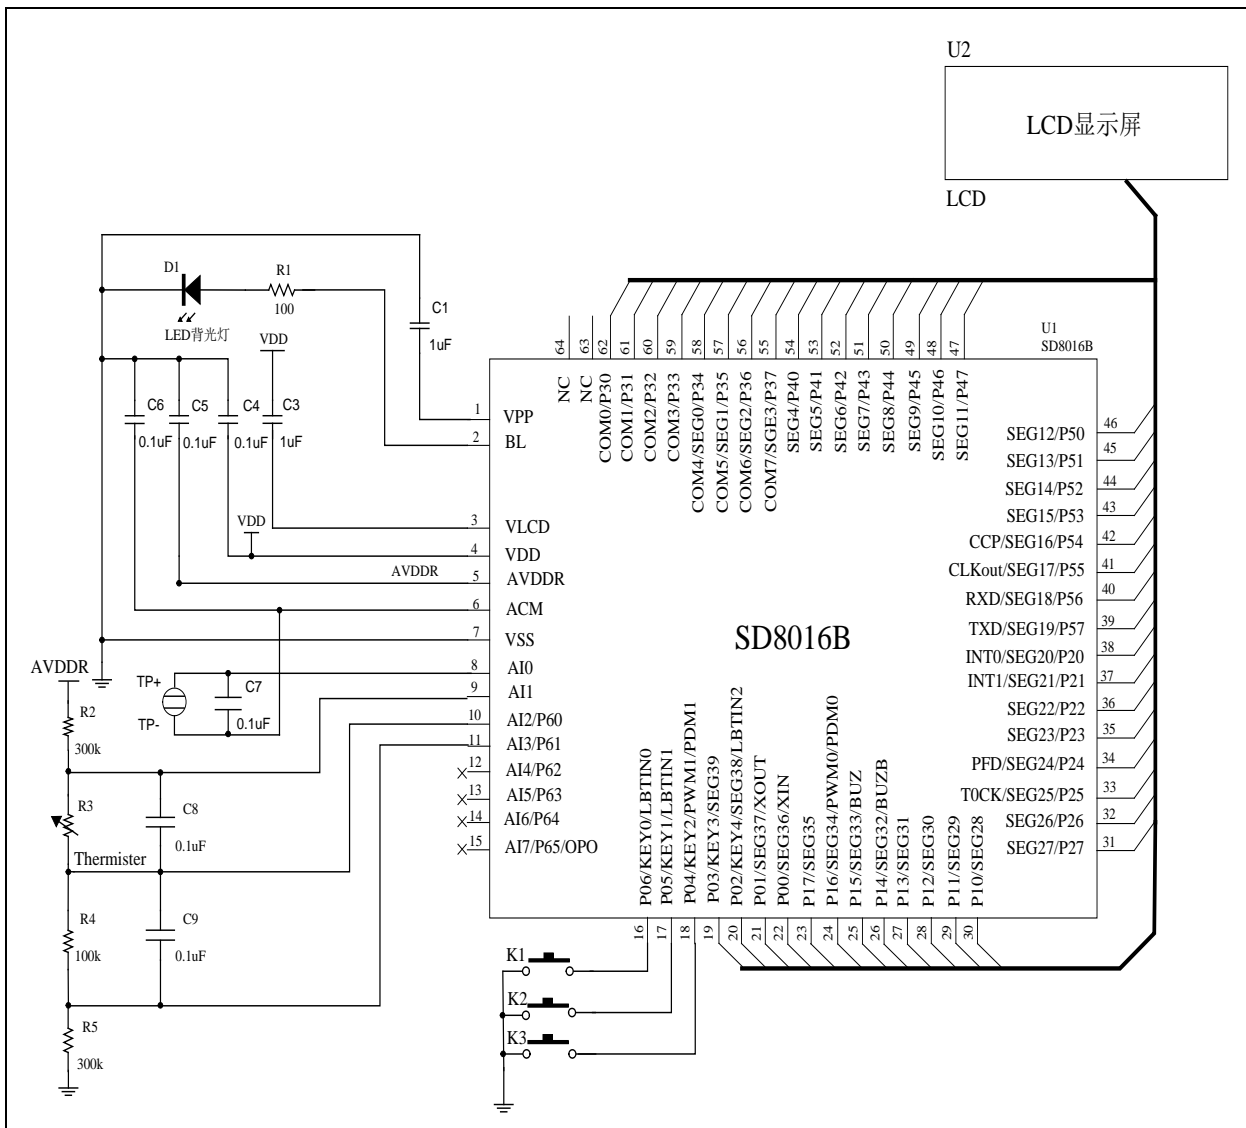 U2
LCD显示屏
LCD
D1
R1
100
LED背光灯
VDD
C1
1uF
U1
SD8016B
C6
0.1uF
C5
0.1uF
C4
0.1uF
C3
1uF
64
63
62
61
60
59
58
57
56
55
54
53
52
51
50
49
48
47
NC
NC
COM0/P30
COM1/P31
COM2/P32
COM3/P33
COM4/SEG0/P34
COM5/SEG1/P35
COM6/SEG2/P36
COM7/SGE3/P37
SEG4/P40
SEG5/P41
SEG6/P42
SEG7/P43
SEG8/P44
SEG9/P45
SEG10/P46
SEG11/P47
1 VPP
2 BL
3 VLCD
VDD
4 VDD
AVDDR
5 AVDDR
6 ACM
7 VSS
8 AI0
9 AI1
10 AI2/P60
11 AI3/P61
12 AI4/P62
13 AI5/P63
14 AI6/P64
15 AI7/P65/OPO
SD8016B
SEG12/P50 46
SEG13/P51 45
SEG14/P52 44
SEG15/P53 43
CCP/SEG16/P54 42
CLKout/SEG17/P55 41
RXD/SEG18/P56 40
TXD/SEG19/P57 39
INT0/SEG20/P20 38
INT1/SEG21/P21 37
SEG22/P22 36
SEG23/P23 35
PFD/SEG24/P24 34
T0CK/SEG25/P25 33
SEG26/P26 32
SEG27/P27 31
AVDDR
R2
300k
TP+
TP-
C7
0.1uF
R3
Thermister
C8
0.1uF
R4
100k
C9
0.1uF
R5
300k
P06/KEY0/LBTIN0
P05/KEY1/LBTIN1
P04/KEY2/PWM1/PDM1
P03/KEY3/SEG39
P02/KEY4/SEG38/LBTIN2
P01/SEG37/XOUT
P00/SEG36/XIN
P17/SEG35
P16/SEG34/PWM0/PDM0
P15/SEG33/BUZ
P14/SEG32/BUZB
P13/SEG31
P12/SEG30
P11/SEG29
P10/SEG28
16
17
18
19
20
21
22
23
24
25
26
27
28
29
30
K1
K2
K3